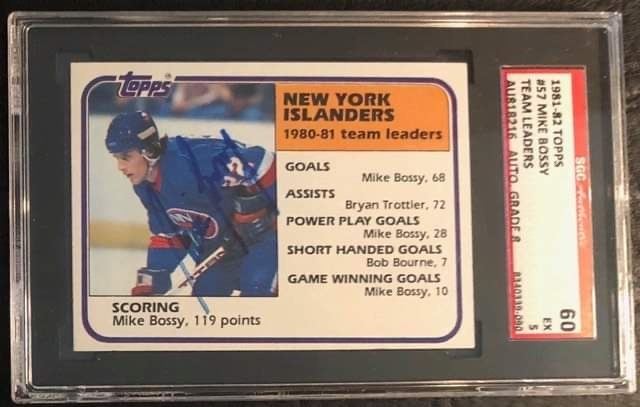 topps®
NEW YORK
ISLANDERS
1980-81 team leaders
GOALS
Mike Bossy, 68
ASSISTS
Bryan Trottier, 72
POWER PLAY GOALS
Mike Bossy, 28
SHORT HANDED GOALS
Bob Bourne, 7
GAME WINNING GOALS
Mike Bossy, 10
SCORING
Mike Bossy, 119 points
1981-82 TOPPS
#57 MIKE BOSSY
TEAM LEADERS
AU818216 AUTO. GRADE 8
SGC Authentic
60
EX
5